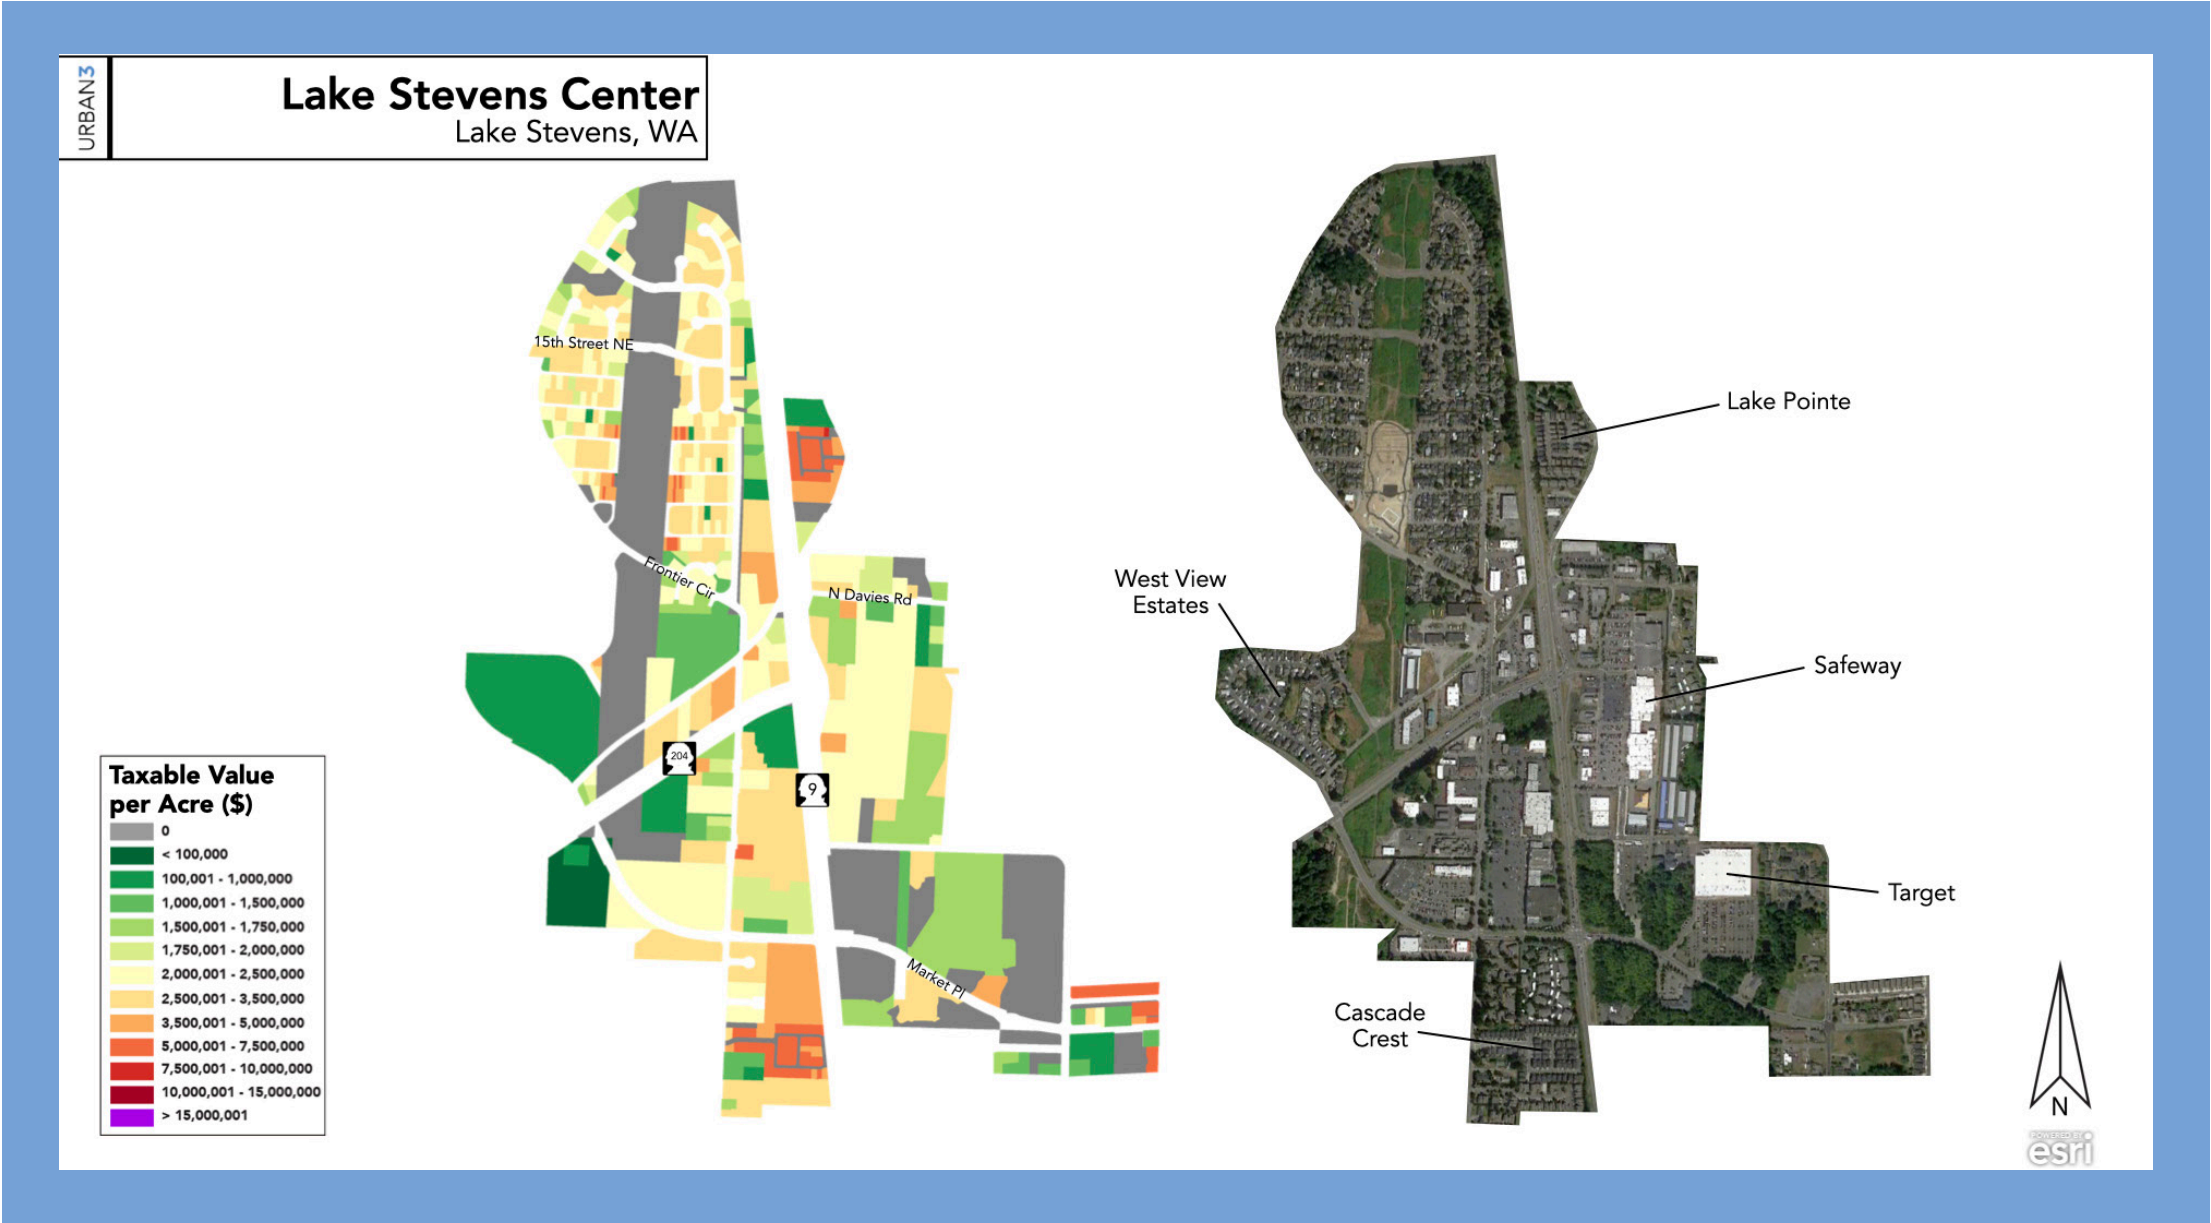 URBAN3
Lake Stevens Center
Lake Stevens, WA
15th Street NE
Frontier Cir
N Davies Rd
204
9
Market Pl
Lake Pointe
West View
Estates
Safeway
Target
Cascade
Crest
Taxable Value
per Acre ($)
0
< 100,000
100,001 - 1,000,000
1,000,001 - 1,500,000
1,500,001 - 1,750,000
1,750,001 - 2,000,000
2,000,001 - 2,500,000
2,500,001 - 3,500,000
3,500,001 - 5,000,000
5,000,001 - 7,500,000
7,500,001 - 10,000,000
10,000,001 - 15,000,000
> 15,000,001
N
POWERED BY
esri